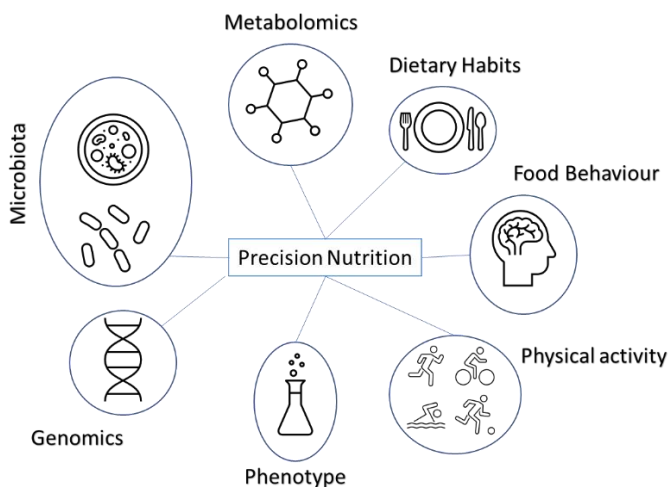 Metabolomics
Dietary Habits
Microbiota
Food Behaviour
Precision Nutrition
Physical activity
Genomics
Phenotype